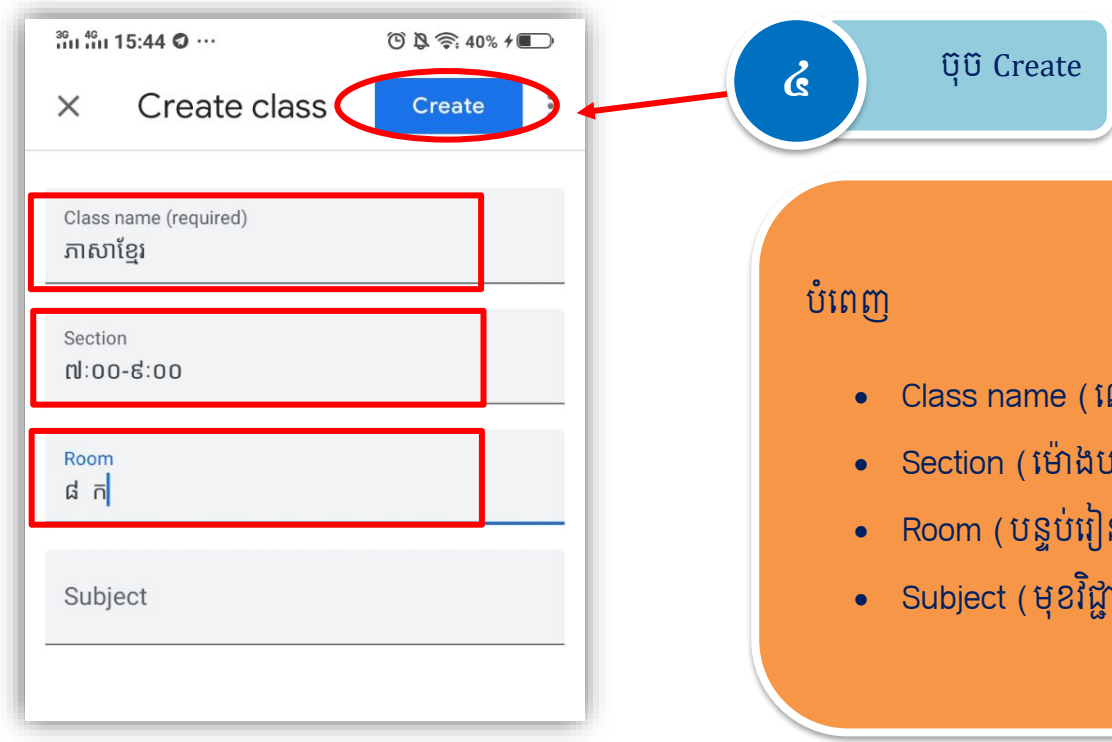 3G 4G 15:44 ··· 40%
× Create class Create
Class name (required)
ភាសាខ្មែរ
Section
៧:០០-៩:០០
Room
៨ ក
Subject
៤
ចុច Create
បំពេញ
• Class name (
• Section (ម៉ោង
• Room (បន្ទប់រៀន
• Subject (មុខវិជ្ជា